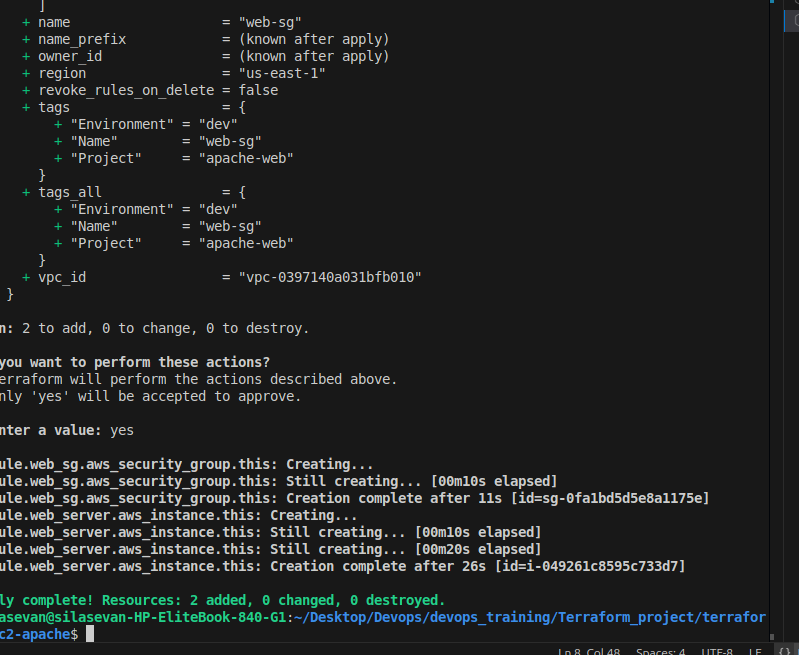 ]
+ name = "web-sg"
+ name_prefix = (known after apply)
+ owner_id = (known after apply)
+ region = "us-east-1"
+ revoke_rules_on_delete = false
+ tags = {
+ "Environment" = "dev"
+ "Name" = "web-sg"
+ "Project" = "apache-web"
}
+ tags_all = {
+ "Environment" = "dev"
+ "Name" = "web-sg"
+ "Project" = "apache-web"
}
+ vpc_id = "vpc-0397140a031bfb010"
}
n: 2 to add, 0 to change, 0 to destroy.
you want to perform these actions?
erraform will perform the actions described above.
nly 'yes' will be accepted to approve.
nter a value: yes
ule.web_sg.aws_security_group.this: Creating...
ule.web_sg.aws_security_group.this: Still creating... [00m10s elapsed]
ule.web_sg.aws_security_group.this: Creation complete after 11s [id=sg-0fa1bd5d5e8a1175e]
ule.web_server.aws_instance.this: Creating...
ule.web_server.aws_instance.this: Still creating... [00m10s elapsed]
ule.web_server.aws_instance.this: Still creating... [00m20s elapsed]
ule.web_server.aws_instance.this: Creation complete after 26s [id=i-049261c8595c733d7]
ly complete! Resources: 2 added, 0 changed, 0 destroyed.
asevan@silasevan-HP-EliteBook-840-G1:~/Desktop/Devops/devops_training/Terraform_project/terrafor
c2-apache$
Ln 8, Col 48 Spaces: 4 UTF-8 LF {}